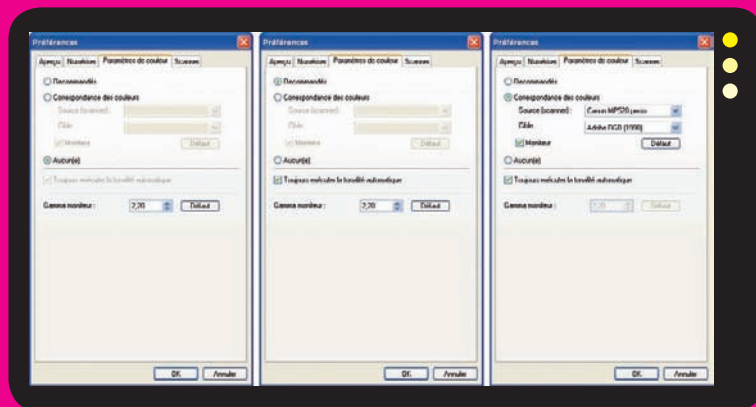 Préférences
Aperçu Numériser Paramètres de couleur Scanner
Recommandés
Correspondance des couleurs
Source (scanner) :
Cible
Moniteur Défaut
Aucun(e)
Toujours exécuter la tonalité automatique
Gamma moniteur : 2,20 Défaut
OK Annuler
Préférences
Aperçu Numériser Paramètres de couleur Scanner
Recommandés
Correspondance des couleurs
Source (scanner) :
Cible
Moniteur Défaut
Aucun(e)
Toujours exécuter la tonalité automatique
Gamma moniteur : 2,20 Défaut
OK Annuler
Préférences
Aperçu Numériser Paramètres de couleur Scanner
Recommandés
Correspondance des couleurs
Source (scanner) : Canon MP520
Cible Adobe RGB (1998)
Moniteur Défaut
Aucun(e)
Toujours exécuter la tonalité automatique
Gamma moniteur : 2,20 Défaut
OK Annuler